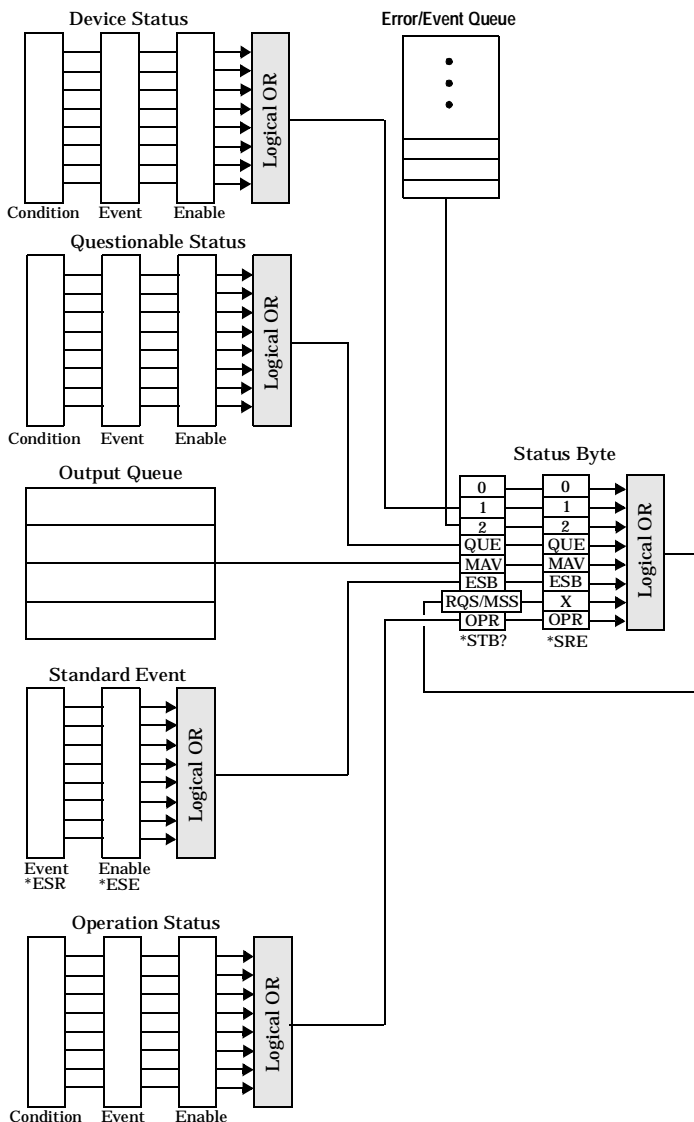 Device Status
Logical OR
Condition Event Enable
Error/Event Queue
Questionable Status
Logical OR
Condition Event Enable
Output Queue
Status Byte
0 0
1 1
2 2
QUE QUE
MAV MAV
ESB ESB
RQS/MSS X
OPR OPR
*STB? *SRE
Logical OR
Standard Event
Logical OR
Event Enable
*ESR *ESE
Operation Status
Logical OR
Condition Event Enable